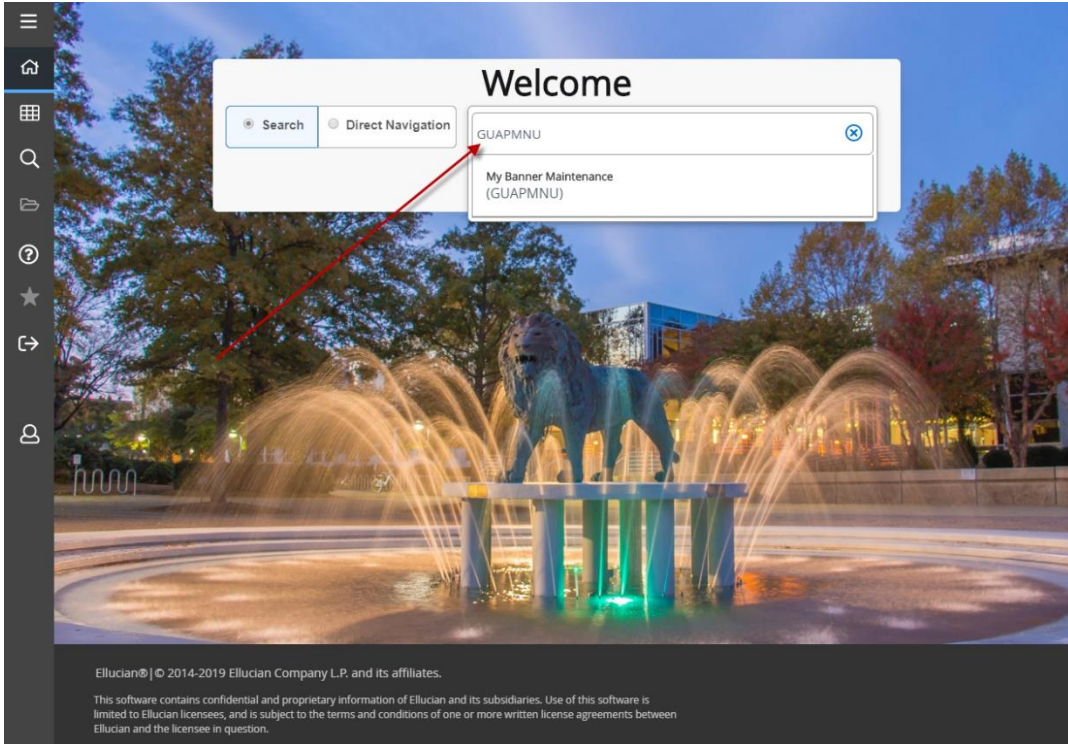 Welcome
Search
Direct Navigation
GUAPMNU
My Banner Maintenance
(GUAPMNU)
Ellucian®|© 2014-2019 Ellucian Company L.P. and its affiliates.
This software contains confidential and proprietary information of Ellucian and its subsidiaries. Use of this software is
limited to Ellucian licensees, and is subject to the terms and conditions of one or more written license agreements between
Ellucian and the licensee in question.